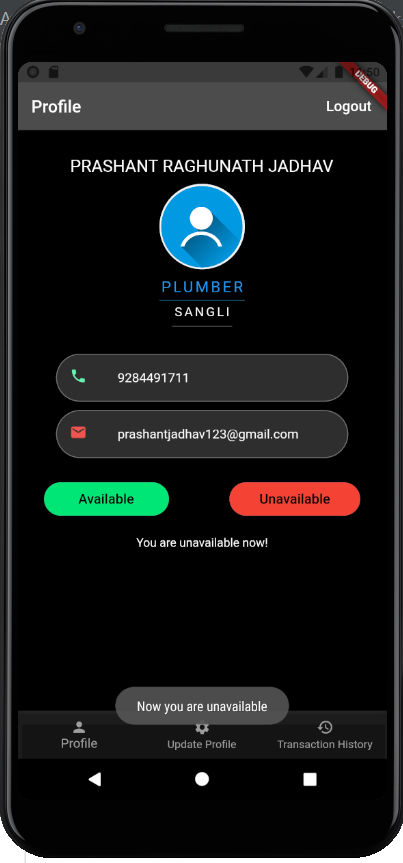 Profile
Logout
DEBUG
PRASHANT RAGHUNATH JADHAV
PLUMBER
SANGLI
9284491711
prashantjadhav123@gmail.com
Available
Unavailable
You are unavailable now!
Now you are unavailable
Profile
Update Profile
Transaction History